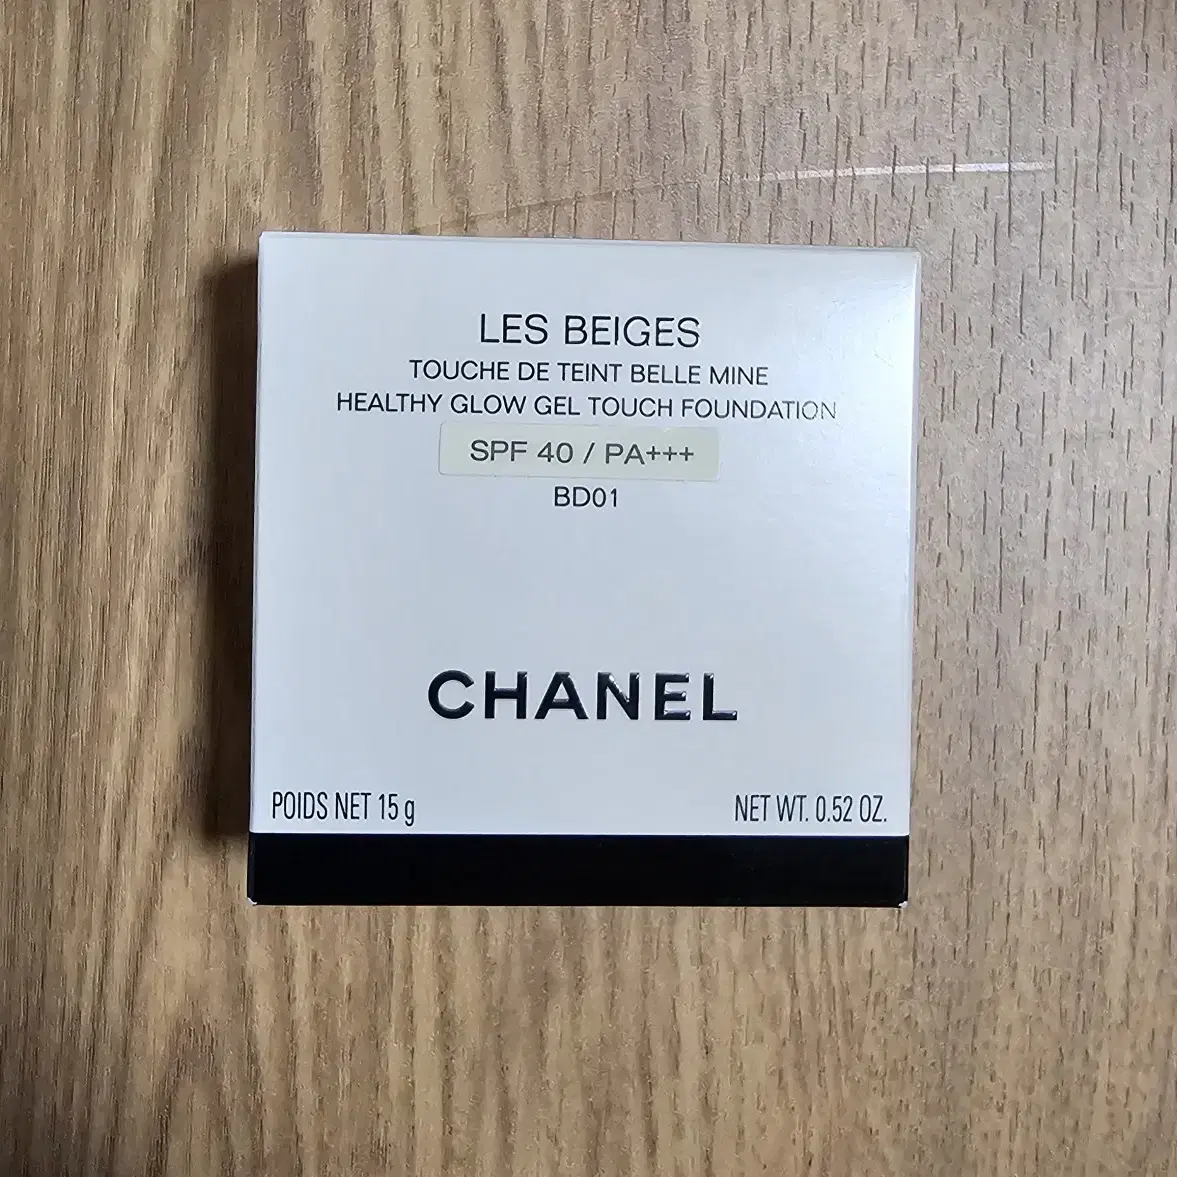 LES BEIGES
TOUCHE DE TEINT BELLE MINE
HEALTHY GLOW GEL TOUCH FOUNDATION
SPF 40 / PA+++
BD01
CHANEL
POIDS NET 15 g
NET WT. 0.52 OZ.